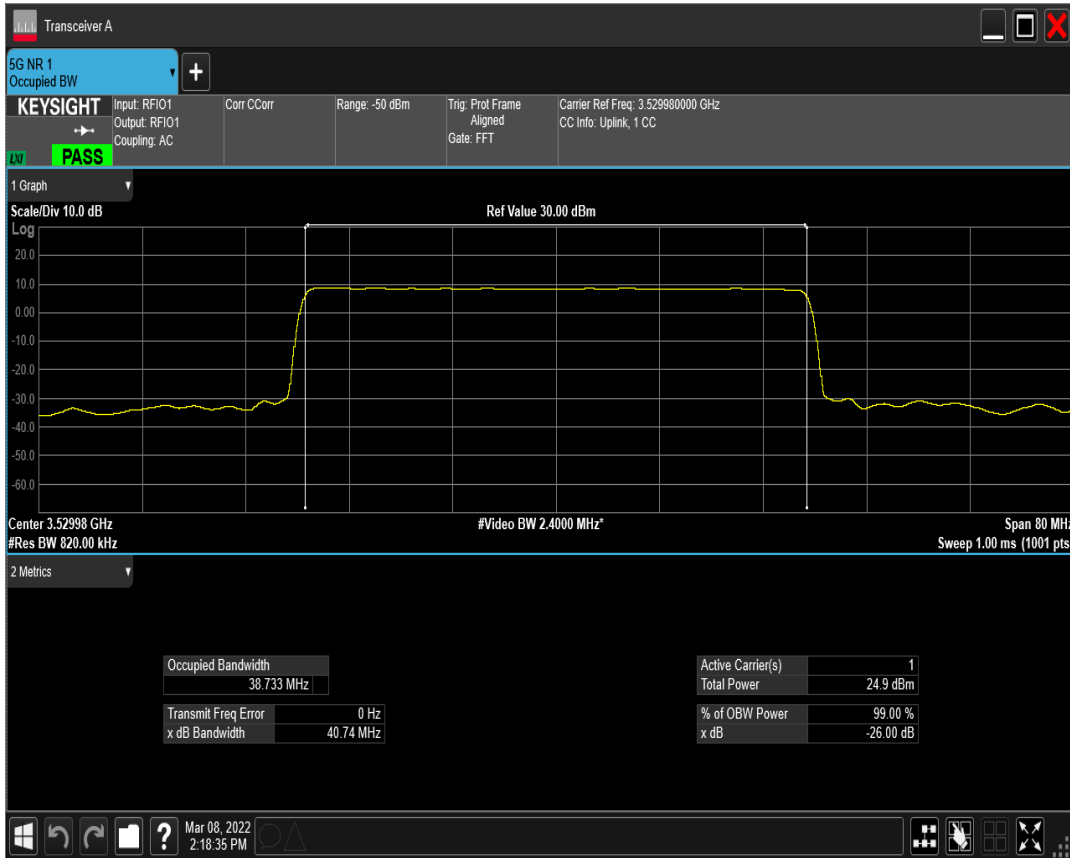 Transceiver A
5G NR 1
Occupied BW
+
KEYSIGHT
LXI
PASS
Input: RFIO1
Output: RFIO1
Coupling: AC
Corr CCorr
Range: -50 dBm
Trig: Prot Frame
Aligned
Gate: FFT
Carrier Ref Freq: 3.529980000 GHz
CC Info: Uplink, 1 CC
1 Graph
Scale/Div 10.0 dB
Ref Value 30.00 dBm
Log
20.0
10.0
0.00
-10.0
-20.0
-30.0
-40.0
-50.0
-60.0
Center 3.52998 GHz
#Video BW 2.4000 MHz*
Span 80 MHz
#Res BW 820.00 kHz
Sweep 1.00 ms (1001 pts
2 Metrics
Occupied Bandwidth
38.733 MHz
Transmit Freq Error 0 Hz
x dB Bandwidth 40.74 MHz
Active Carrier(s) 1
Total Power 24.9 dBm
% of OBW Power 99.00 %
x dB -26.00 dB
?
Mar 08, 2022
2:18:35 PM